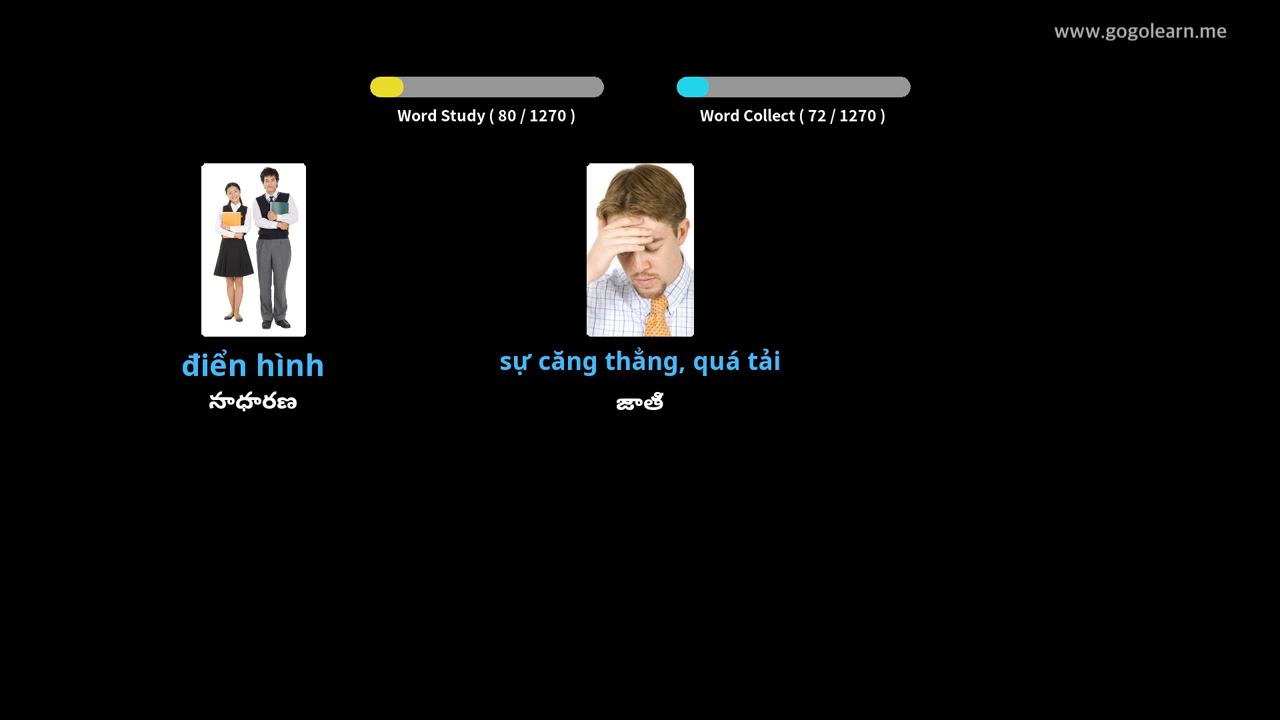 www.gogolearn.me
Word Study ( 80 / 1270 )
Word Collect ( 72 / 1270 )
điển hình
సాధారణ
sự căng thẳng, quá tải
జాతి